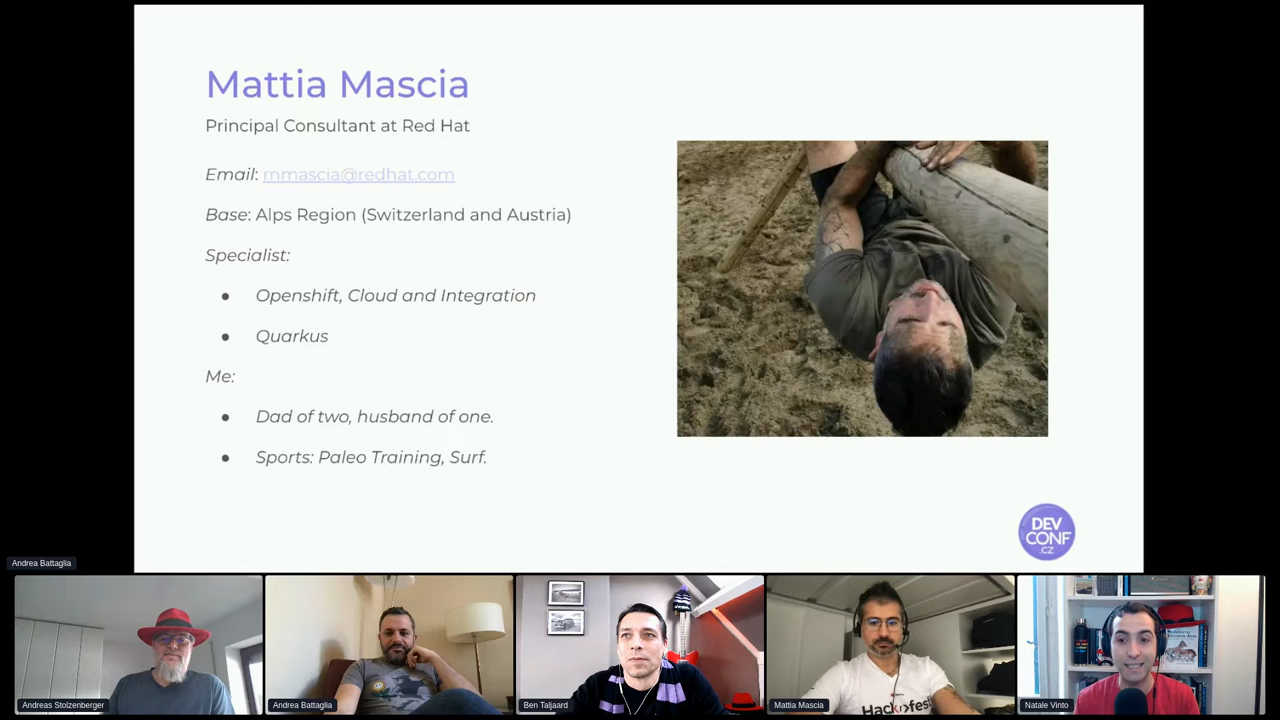 Mattia Mascia
Principal Consultant at Red Hat
Email: mmascia@redhat.com
Base: Alps Region (Switzerland and Austria)
Specialist:
● Openshift, Cloud and Integration
● Quarkus
Me:
● Dad of two, husband of one.
● Sports: Paleo Training, Surf.
DEV
CONF
.CZ
Andrea Battaglia
Andreas Stolzenberger
Andrea Battaglia
Ben Taljaard
Mattia Mascia
Natale Vinto